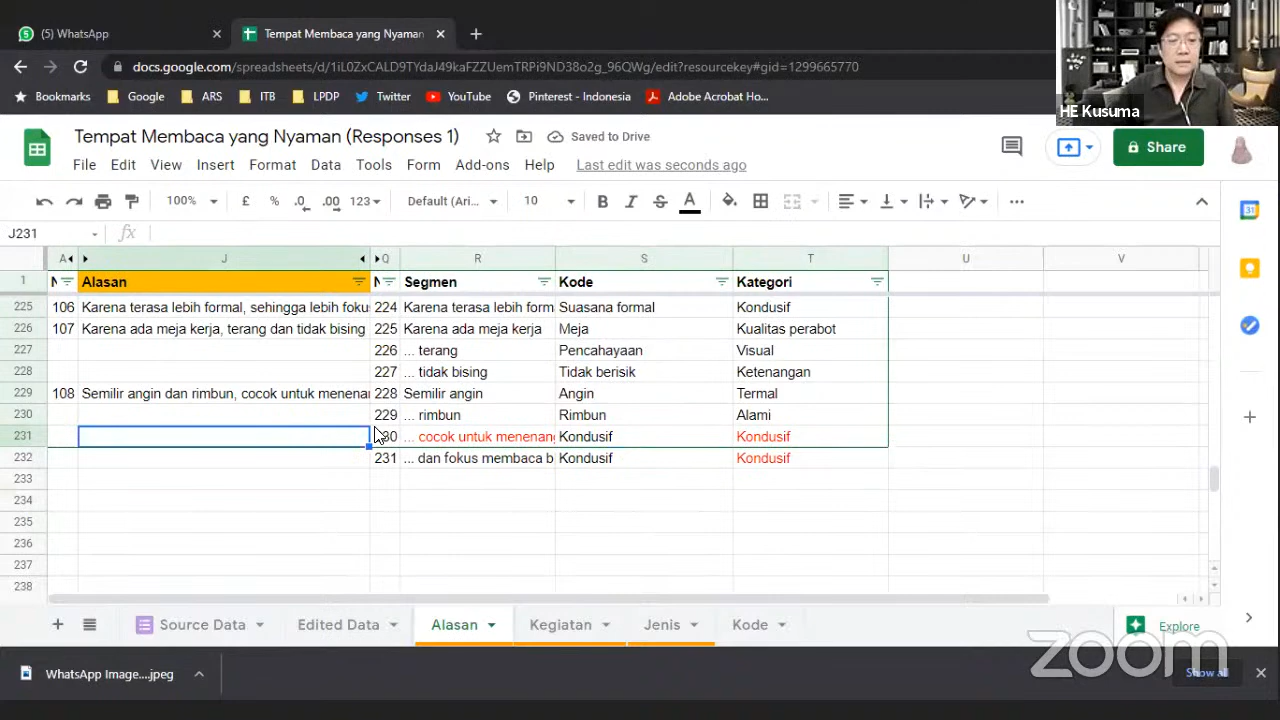 (5) WhatsApp
Tempat Membaca yang Nyaman
docs.google.com/spreadsheets/d/1iL0ZxCALD9TYdaJ49kaFZZUemTRPi9ND38o2g_96QWg/edit?resourcekey#gid=1299665770
Bookmarks Google ARS ITB LPDP Twitter YouTube Pinterest - Indonesia Adobe Acrobat Ho...
HE Kusuma
Tempat Membaca yang Nyaman (Responses 1) Saved to Drive
File Edit View Insert Format Data Tools Form Add-ons Help Last edit was seconds ago
Share
100% £ % .0 .00 123 Default (Ari... 10 B I S A
J231 fx
A J Q R S T U V
1 N Alasan N Segmen Kode Kategori
225 106 Karena terasa lebih formal, sehingga lebih foku 224 Karena terasa lebih form Suasana formal Kondusif
226 107 Karena ada meja kerja, terang dan tidak bising 225 Karena ada meja kerja Meja Kualitas perabot
227 226 ... terang Pencahayaan Visual
228 227 ... tidak bising Tidak berisik Ketenangan
229 108 Semilir angin dan rimbun, cocok untuk menenan 228 Semilir angin Angin Termal
230 229 ... rimbun Rimbun Alami
231 30 ... cocok untuk menenang Kondusif Kondusif
232 231 ... dan fokus membaca b Kondusif Kondusif
233
234
235
236
237
238
Source Data Edited Data Alasan Kegiatan Jenis Kode Explore
zoom
WhatsApp Image....jpeg Show all